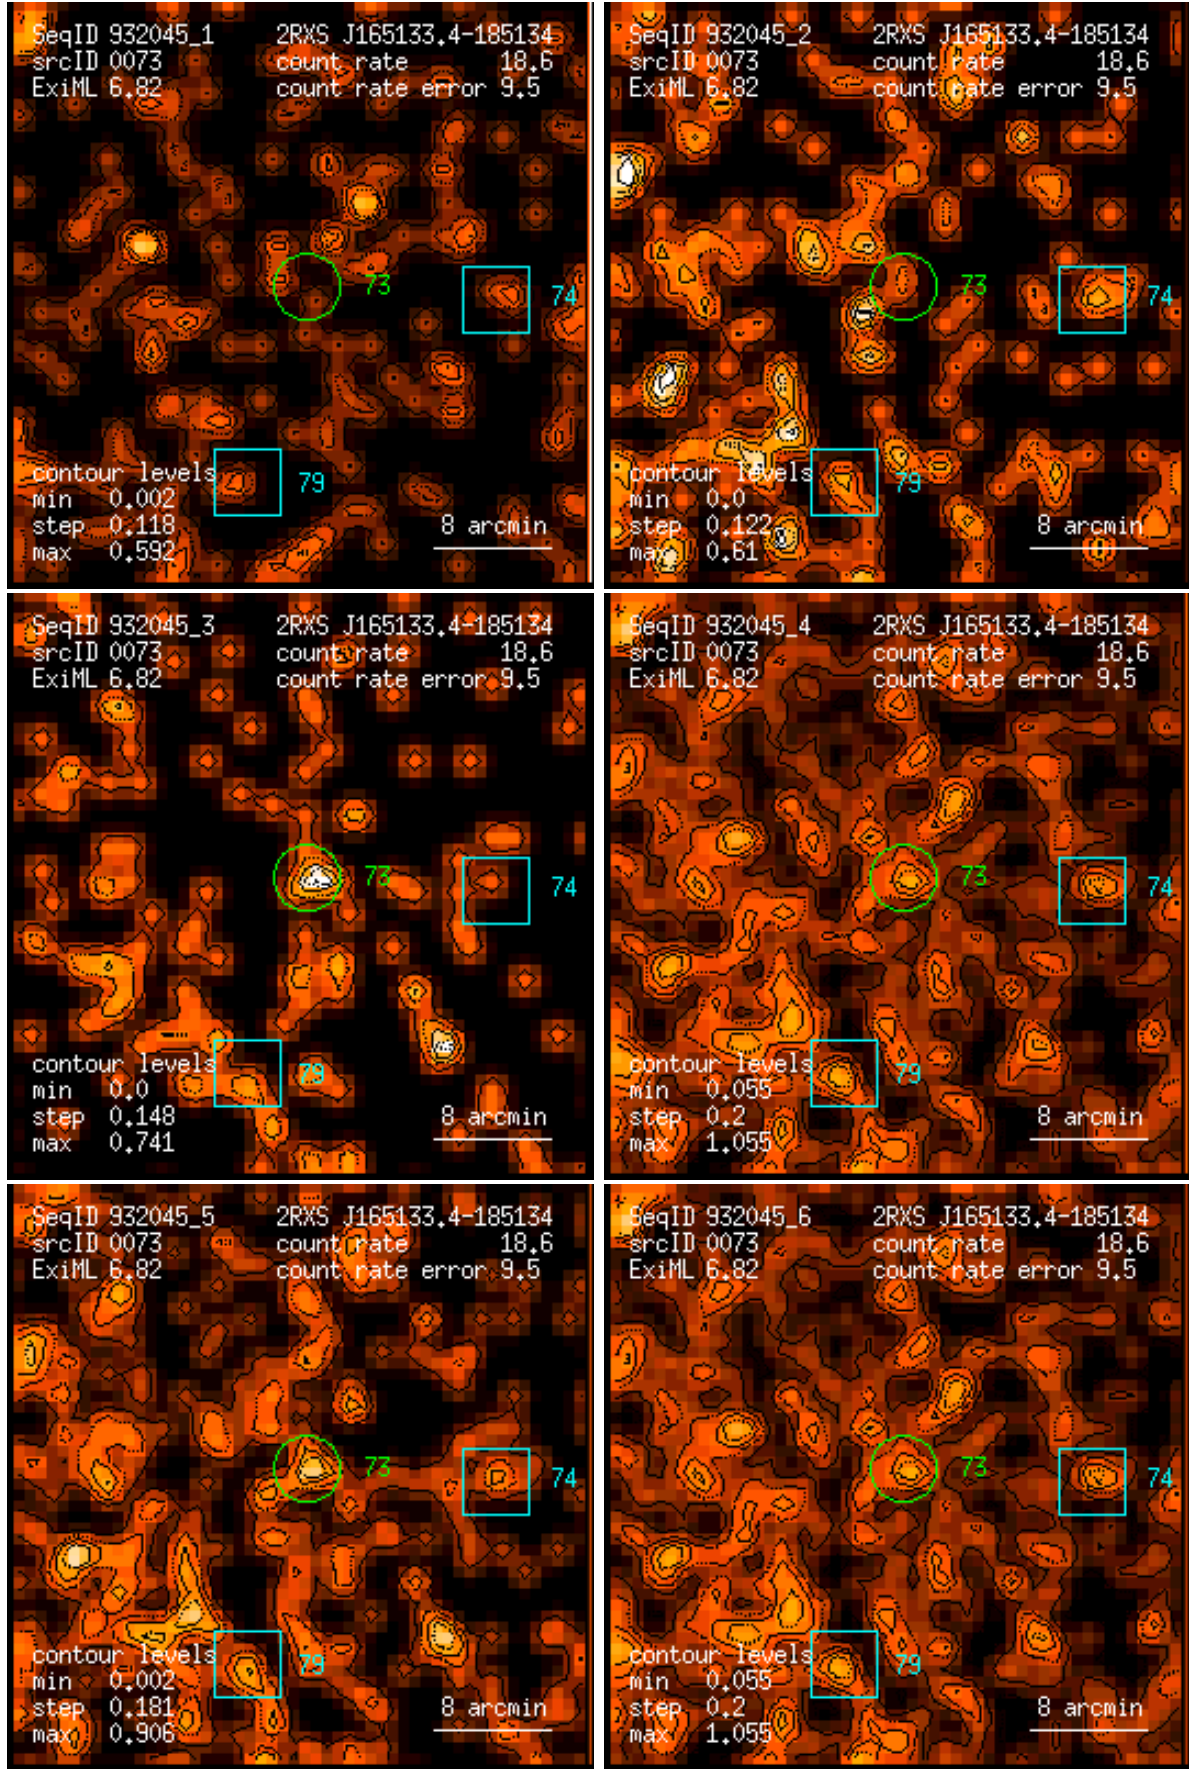 SeqID 932045_1 2RXS J165133.4-185134
srcID 0073 count rate 18.6
ExiML 6.82 count rate error 9.5
73
74
79
contour levels
min 0.002
step 0.118
max 0.592
8 arcmin
SeqID 932045_2 2RXS J165133.4-185134
srcID 0073 count rate 18.6
ExiML 6.82 count rate error 9.5
73
74
79
contour levels
min 0.0
step 0.122
max 0.61
8 arcmin
SeqID 932045_3 2RXS J165133.4-185134
srcID 0073 count rate 18.6
ExiML 6.82 count rate error 9.5
73
74
79
contour levels
min 0.0
step 0.148
max 0.741
8 arcmin
SeqID 932045_4 2RXS J165133.4-185134
srcID 0073 count rate 18.6
ExiML 6.82 count rate error 9.5
73
74
79
contour levels
min 0.055
step 0.2
max 1.055
8 arcmin
SeqID 932045_5 2RXS J165133.4-185134
srcID 0073 count rate 18.6
ExiML 6.82 count rate error 9.5
73
74
79
contour levels
min 0.002
step 0.181
max 0.906
8 arcmin
SeqID 932045_6 2RXS J165133.4-185134
srcID 0073 count rate 18.6
ExiML 6.82 count rate error 9.5
73
74
79
contour levels
min 0.055
step 0.2
max 1.055
8 arcmin